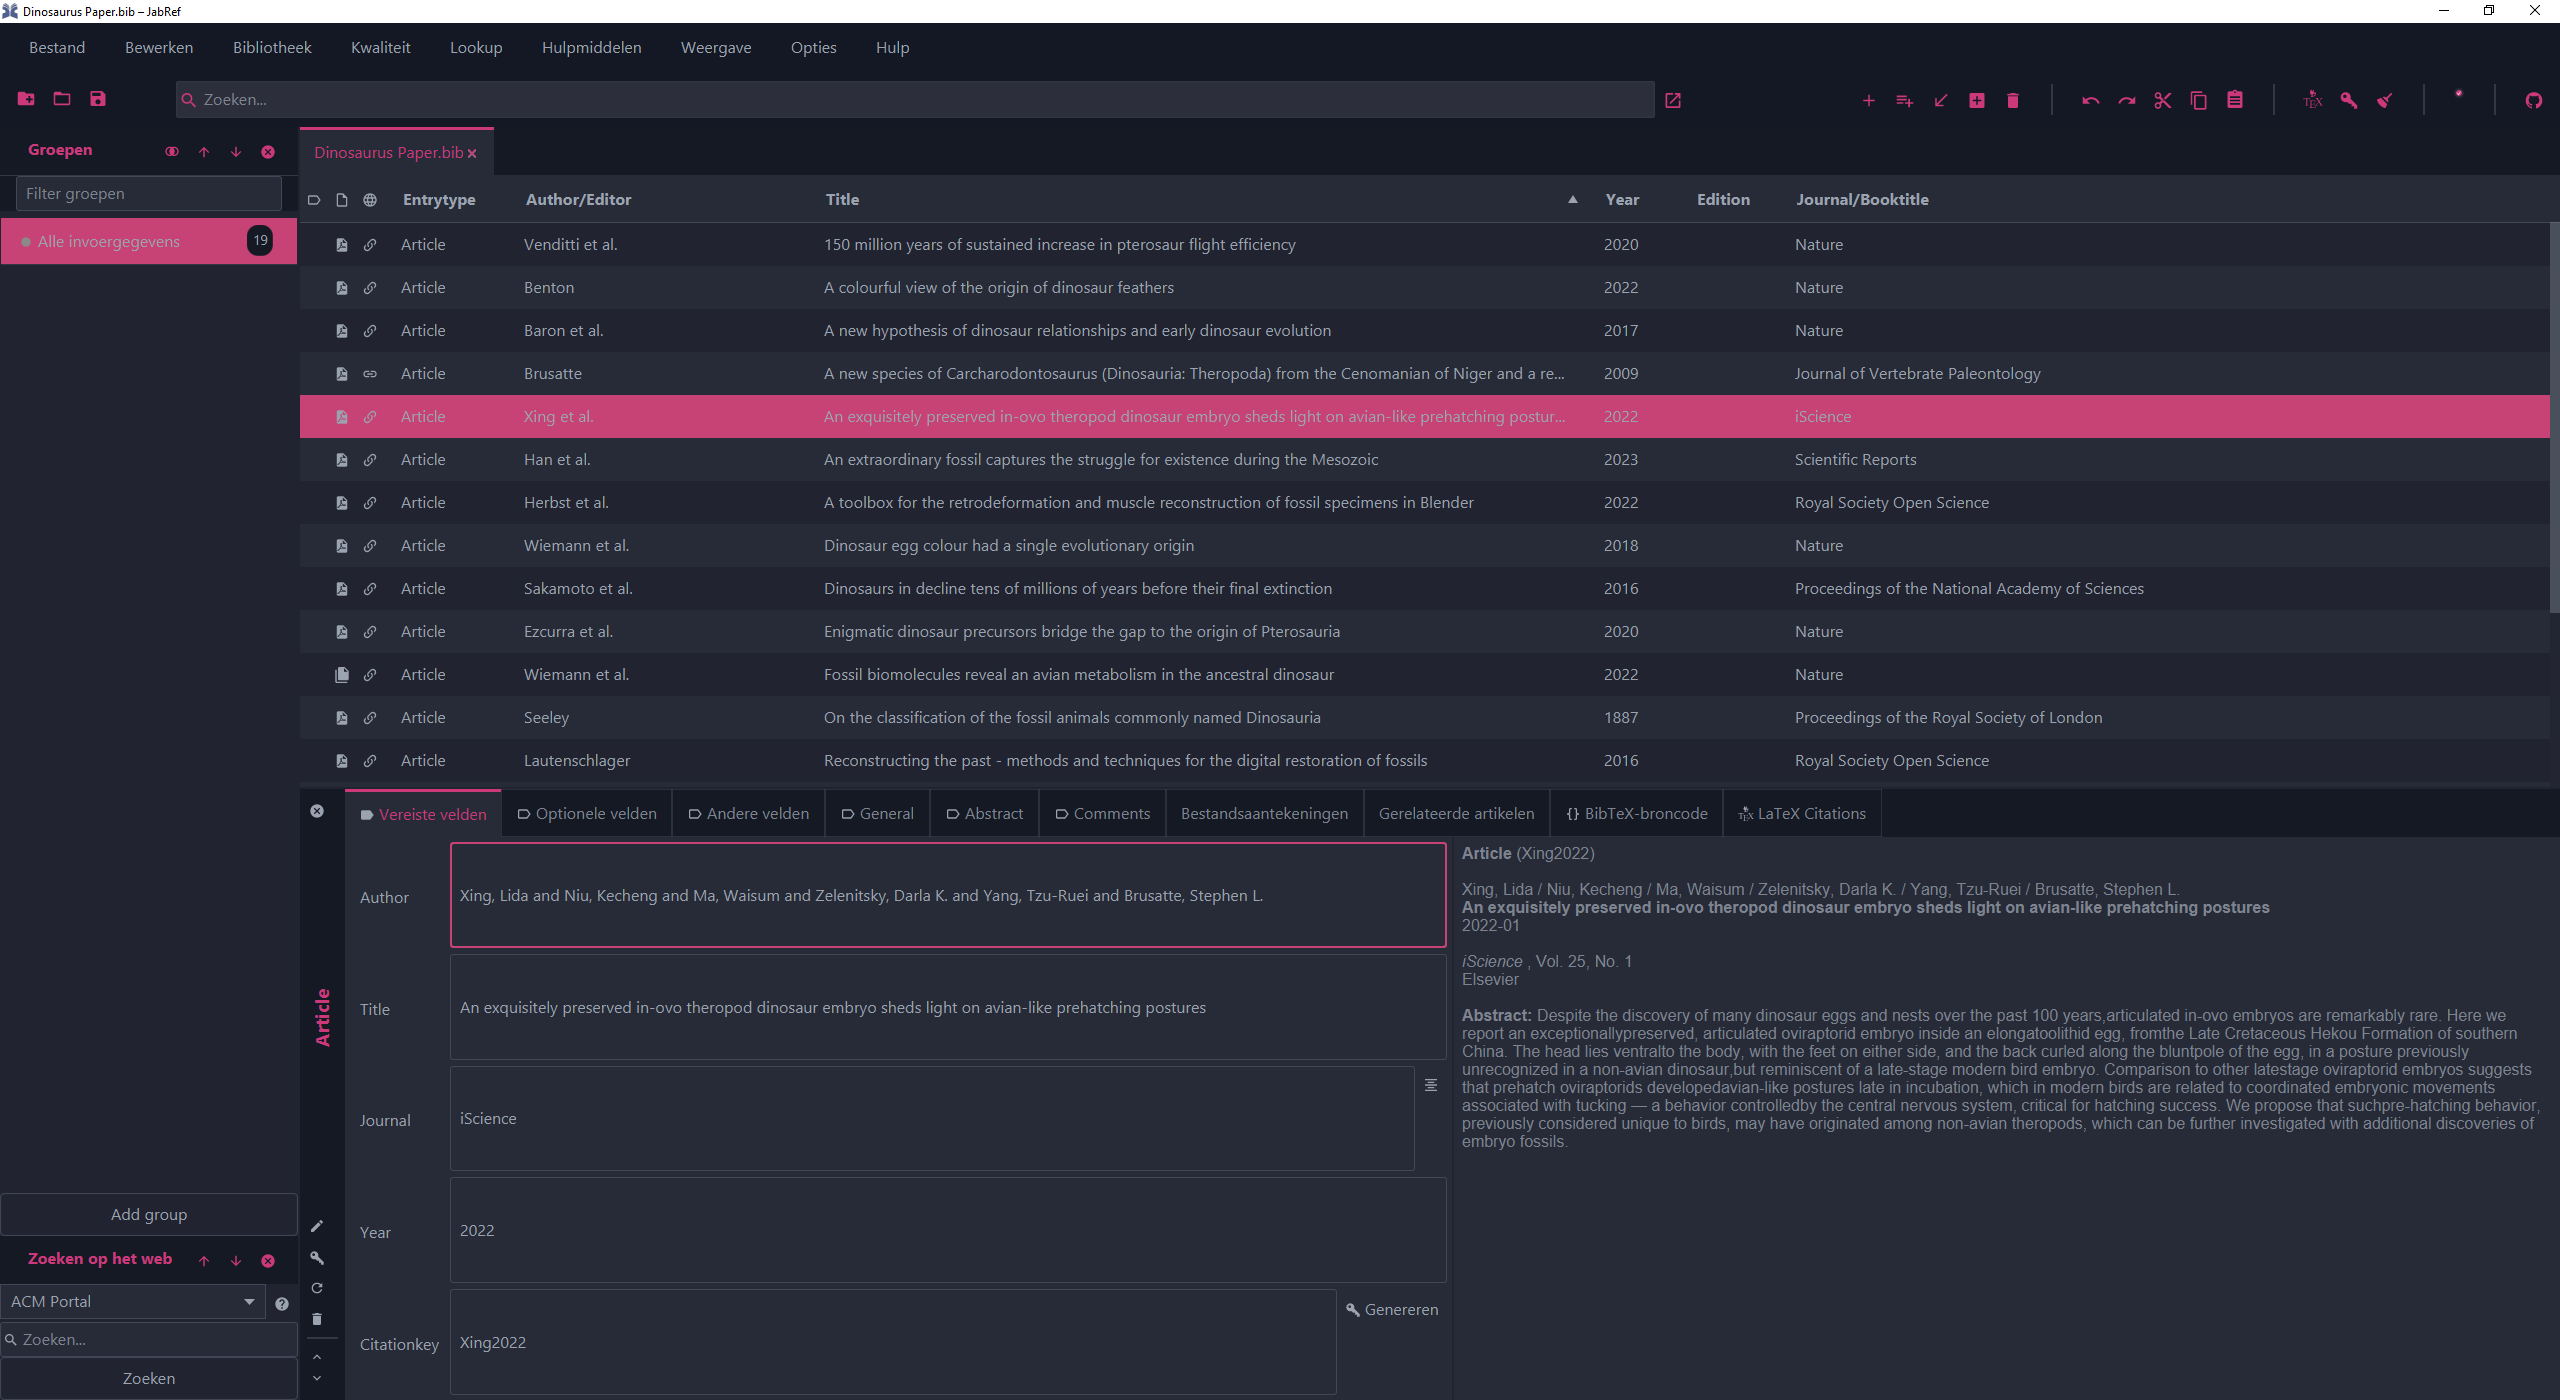 Dinosaurus Paper.bib – JabRef
Bestand Bewerken Bibliotheek Kwaliteit Lookup Hulpmiddelen Weergave Opties Hulp
Zoeken...
Groepen
Filter groepen
Alle invoergegevens 19
Dinosaurus Paper.bib
Entrytype Author/Editor Title Year Edition Journal/Booktitle
Article Venditti et al. 150 million years of sustained increase in pterosaur flight efficiency 2020 Nature
Article Benton A colourful view of the origin of dinosaur feathers 2022 Nature
Article Baron et al. A new hypothesis of dinosaur relationships and early dinosaur evolution 2017 Nature
Article Brusatte A new species of Carcharodontosaurus (Dinosauria: Theropoda) from the Cenomanian of Niger and a re... 2009 Journal of Vertebrate Paleontology
Article Xing et al. An exquisitely preserved in-ovo theropod dinosaur embryo sheds light on avian-like prehatching postur... 2022 iScience
Article Han et al. An extraordinary fossil captures the struggle for existence during the Mesozoic 2023 Scientific Reports
Article Herbst et al. A toolbox for the retrodeformation and muscle reconstruction of fossil specimens in Blender 2022 Royal Society Open Science
Article Wiemann et al. Dinosaur egg colour had a single evolutionary origin 2018 Nature
Article Sakamoto et al. Dinosaurs in decline tens of millions of years before their final extinction 2016 Proceedings of the National Academy of Sciences
Article Ezcurra et al. Enigmatic dinosaur precursors bridge the gap to the origin of Pterosauria 2020 Nature
Article Wiemann et al. Fossil biomolecules reveal an avian metabolism in the ancestral dinosaur 2022 Nature
Article Seeley On the classification of the fossil animals commonly named Dinosauria 1887 Proceedings of the Royal Society of London
Article Lautenschlager Reconstructing the past - methods and techniques for the digital restoration of fossils 2016 Royal Society Open Science
Vereiste velden Optionele velden Andere velden General Abstract Comments Bestandsaantekeningen Gerelateerde artikelen {} BibTeX-broncode TEX LaTeX Citations
Article
Author Xing, Lida and Niu, Kecheng and Ma, Waisum and Zelenitsky, Darla K. and Yang, Tzu-Ruei and Brusatte, Stephen L.
Title An exquisitely preserved in-ovo theropod dinosaur embryo sheds light on avian-like prehatching postures
Journal iScience
Year 2022
Citationkey Xing2022 Genereren
Article (Xing2022)
Xing, Lida / Niu, Kecheng / Ma, Waisum / Zelenitsky, Darla K. / Yang, Tzu-Ruei / Brusatte, Stephen L.
An exquisitely preserved in-ovo theropod dinosaur embryo sheds light on avian-like prehatching postures
2022-01
iScience , Vol. 25, No. 1
Elsevier
Abstract: Despite the discovery of many dinosaur eggs and nests over the past 100 years,articulated in-ovo embryos are remarkably rare. Here we
report an exceptionallypreserved, articulated oviraptorid embryo inside an elongatoolithid egg, fromthe Late Cretaceous Hekou Formation of southern
China. The head lies ventralto the body, with the feet on either side, and the back curled along the bluntpole of the egg, in a posture previously
unrecognized in a non-avian dinosaur,but reminiscent of a late-stage modern bird embryo. Comparison to other latestage oviraptorid embryos suggests
that prehatch oviraptorids developedavian-like postures late in incubation, which in modern birds are related to coordinated embryonic movements
associated with tucking — a behavior controlledby the central nervous system, critical for hatching success. We propose that suchpre-hatching behavior,
previously considered unique to birds, may have originated among non-avian theropods, which can be further investigated with additional discoveries of
embryo fossils.
Add group
Zoeken op het web
ACM Portal
Zoeken...
Zoeken